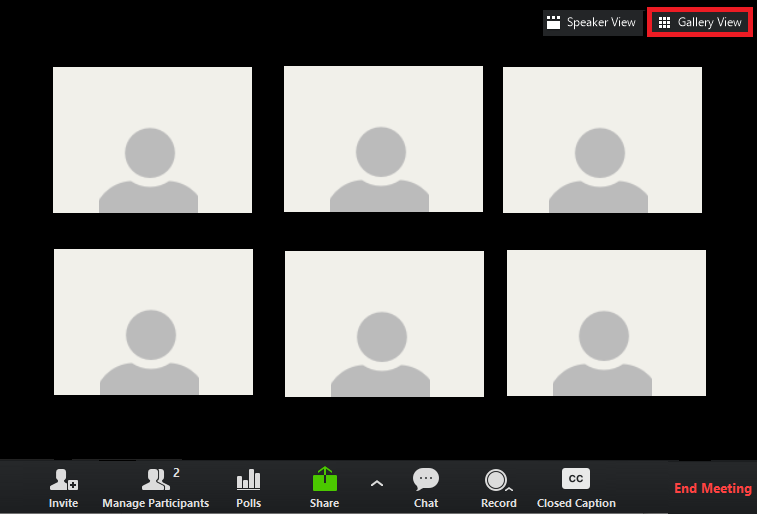 Speaker View Gallery View
2
Invite Manage Participants Polls Share Chat Record CC Closed Caption End Meeting